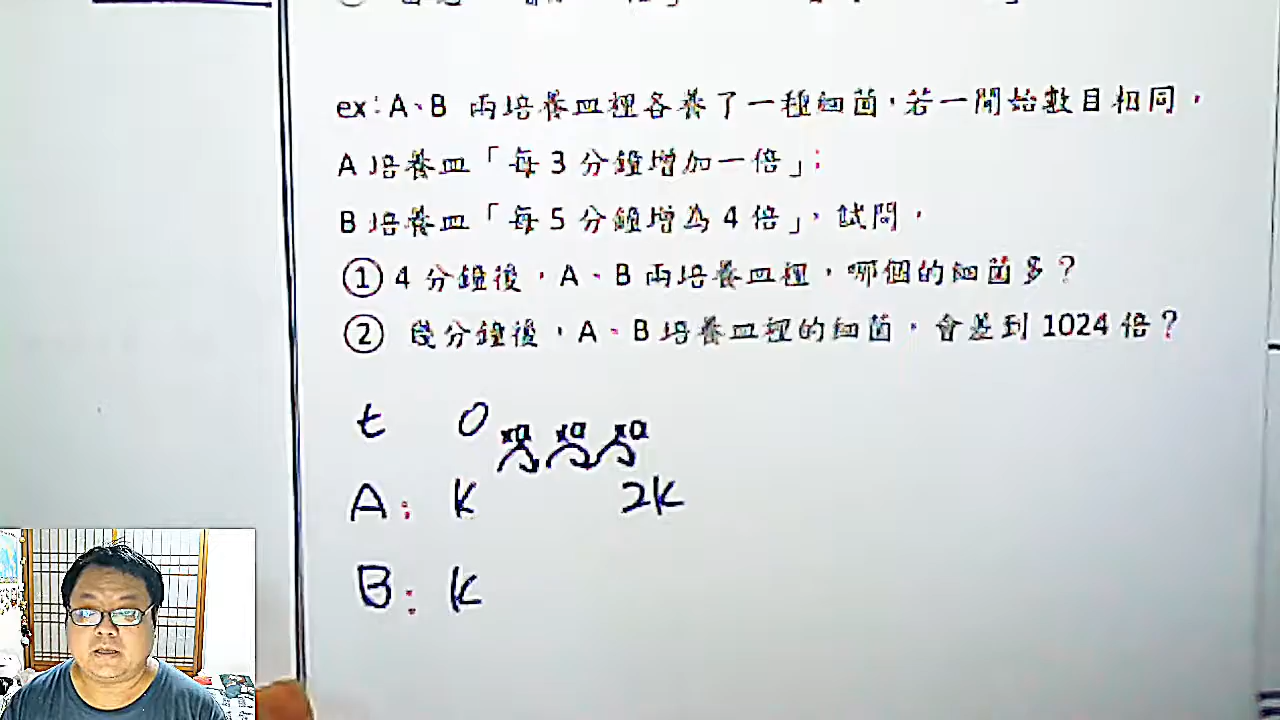 ex：A、B 兩培養皿裡各養了一種細菌，若一開始數目相同，
A 培養皿「每 3 分鐘增加一倍」；
B 培養皿「每 5 分鐘增為 4 倍」，試問，
① 4 分鐘後，A、B 兩培養皿裡，哪個的細菌多？
② 幾分鐘後，A、B 培養皿裡的細菌，會差到 1024 倍？
t 0
×a ×a ×a
A： K 2K
B： K